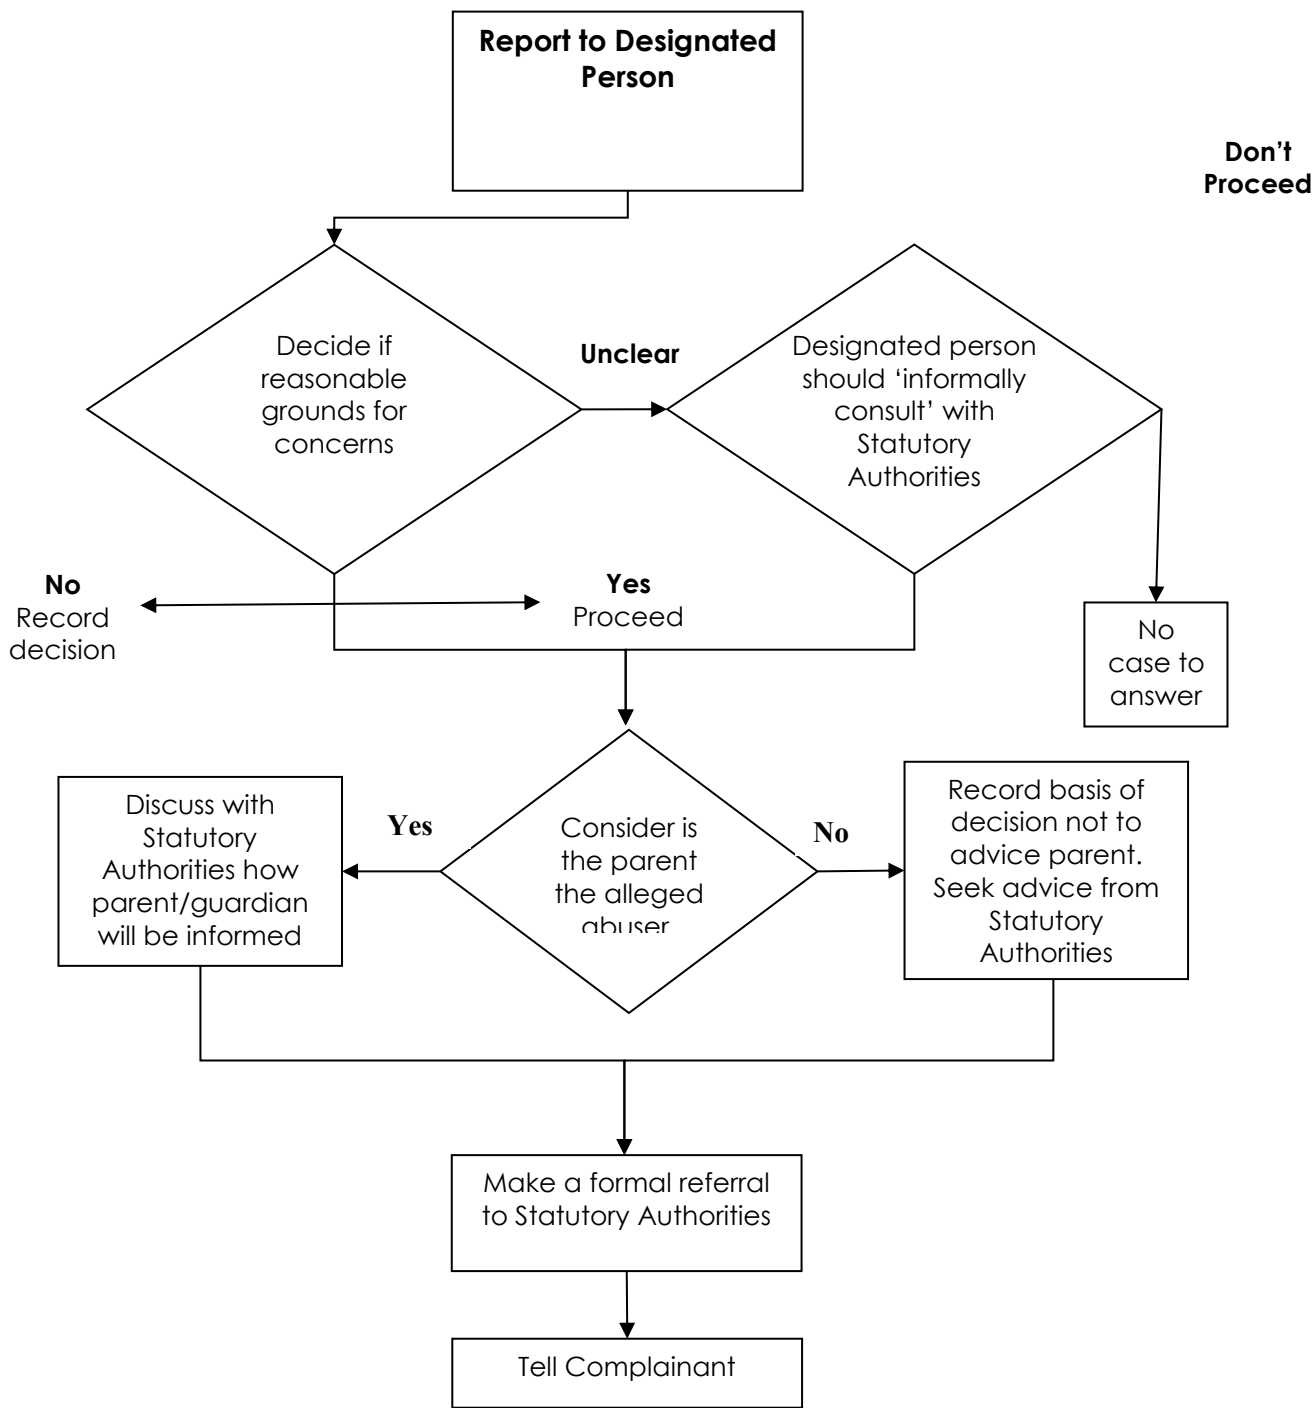 Report to Designated
Person
Don't
Proceed
Decide if
reasonable
grounds for
concerns
Unclear
Designated person
should ‘informally
consult’ with
Statutory
Authorities
No
Record
decision
Yes
Proceed
No
case to
answer
Discuss with
Statutory
Authorities how
parent/guardian
will be informed
Yes
Consider is
the parent
the alleged
abuser
No
Record basis of
decision not to
advice parent.
Seek advice from
Statutory
Authorities
Make a formal referral
to Statutory Authorities
Tell Complainant